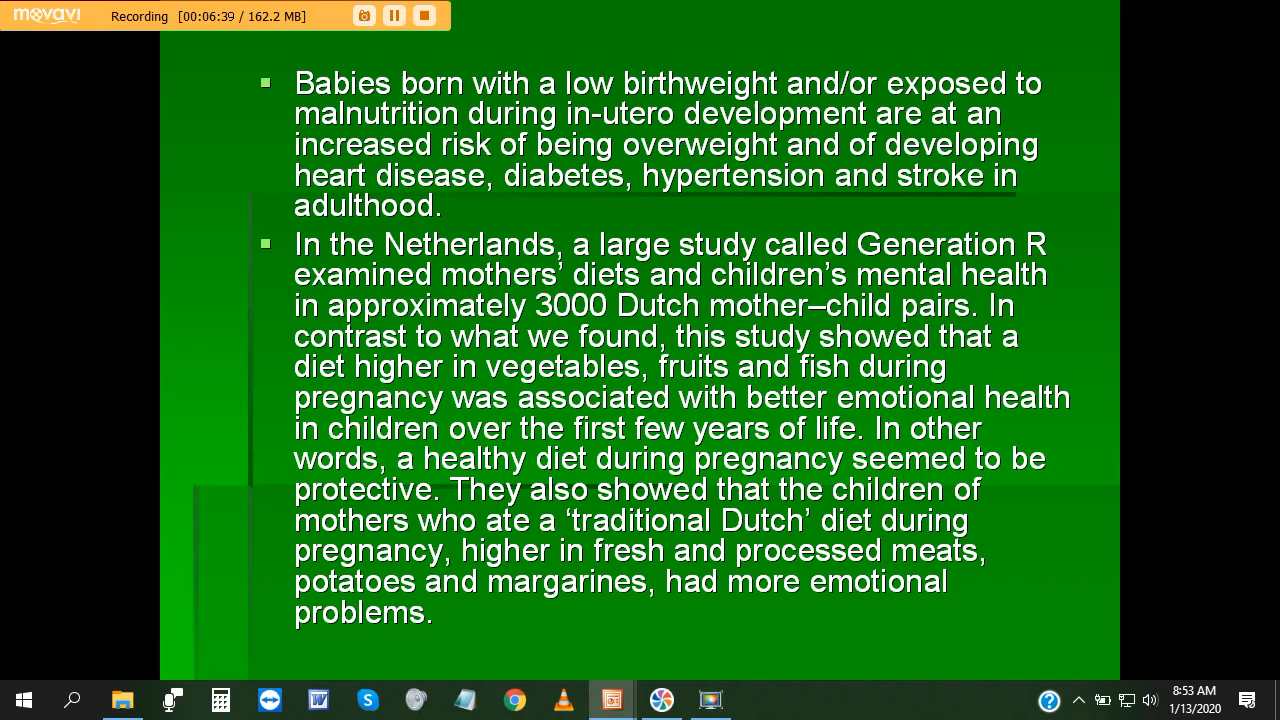 movavi
Recording [00:06:39 / 162.2 MB]
Babies born with a low birthweight and/or exposed to
malnutrition during in-utero development are at an
increased risk of being overweight and of developing
heart disease, diabetes, hypertension and stroke in
adulthood.
In the Netherlands, a large study called Generation R
examined mothers’ diets and children’s mental health
in approximately 3000 Dutch mother–child pairs. In
contrast to what we found, this study showed that a
diet higher in vegetables, fruits and fish during
pregnancy was associated with better emotional health
in children over the first few years of life. In other
words, a healthy diet during pregnancy seemed to be
protective. They also showed that the children of
mothers who ate a ‘traditional Dutch’ diet during
pregnancy, higher in fresh and processed meats,
potatoes and margarines, had more emotional
problems.
8:53 AM
1/13/2020